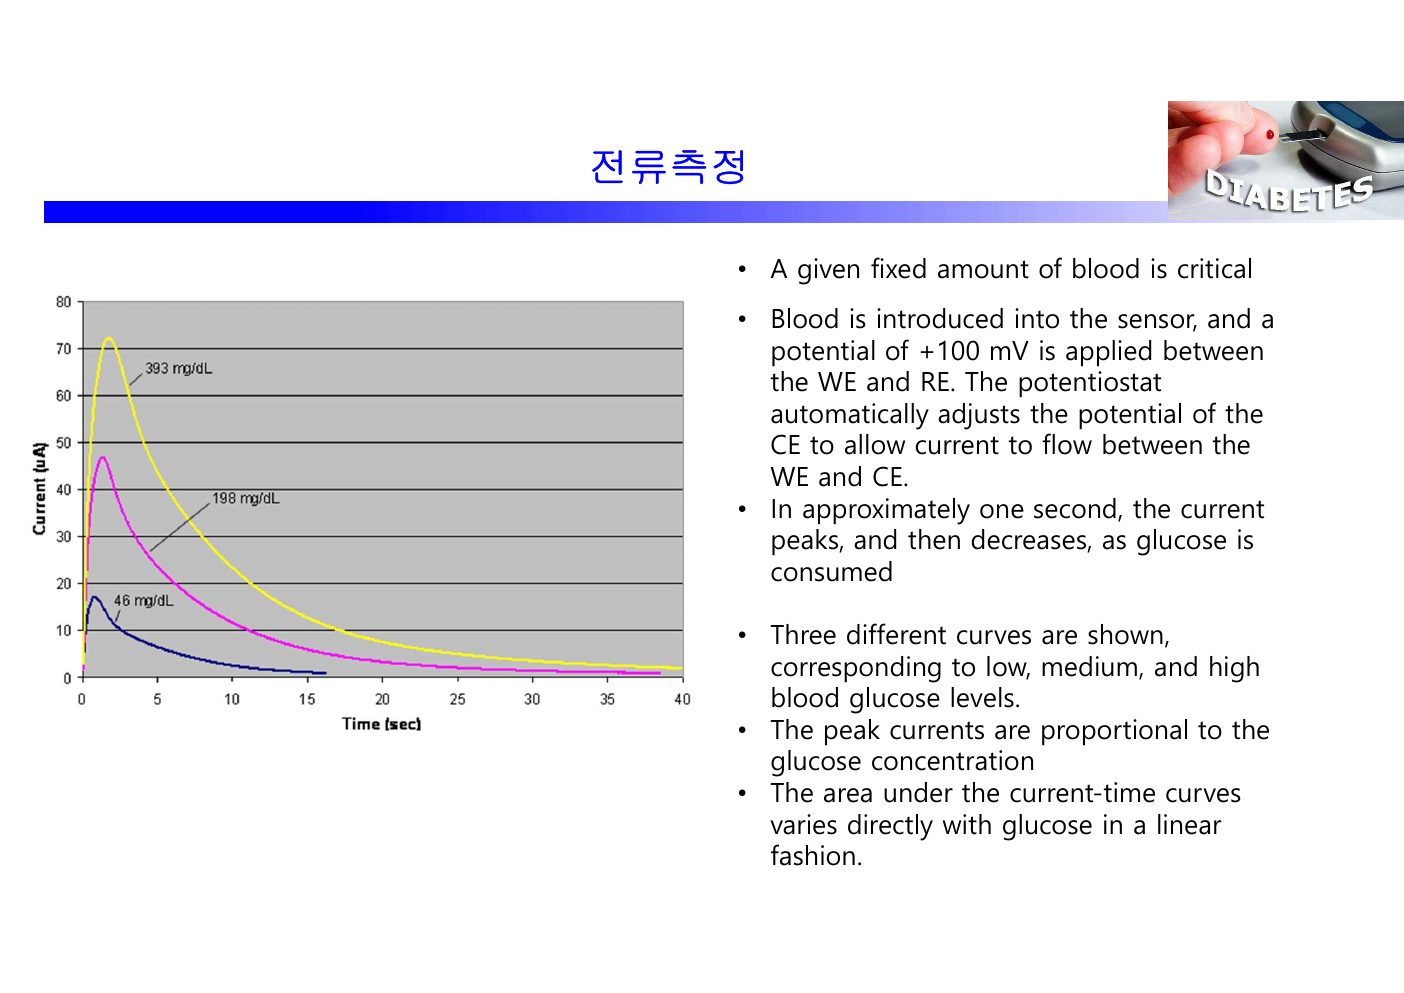 전류측정
DIABETES
80
70
60
50
40
30
20
10
0
Current (uA)
393 mg/dL
198 mg/dL
46 mg/dL
0 5 10 15 20 25 30 35 40
Time (sec)
• A given fixed amount of blood is critical
• Blood is introduced into the sensor, and a
potential of +100 mV is applied between
the WE and RE. The potentiostat
automatically adjusts the potential of the
CE to allow current to flow between the
WE and CE.
• In approximately one second, the current
peaks, and then decreases, as glucose is
consumed
• Three different curves are shown,
corresponding to low, medium, and high
blood glucose levels.
• The peak currents are proportional to the
glucose concentration
• The area under the current-time curves
varies directly with glucose in a linear
fashion.